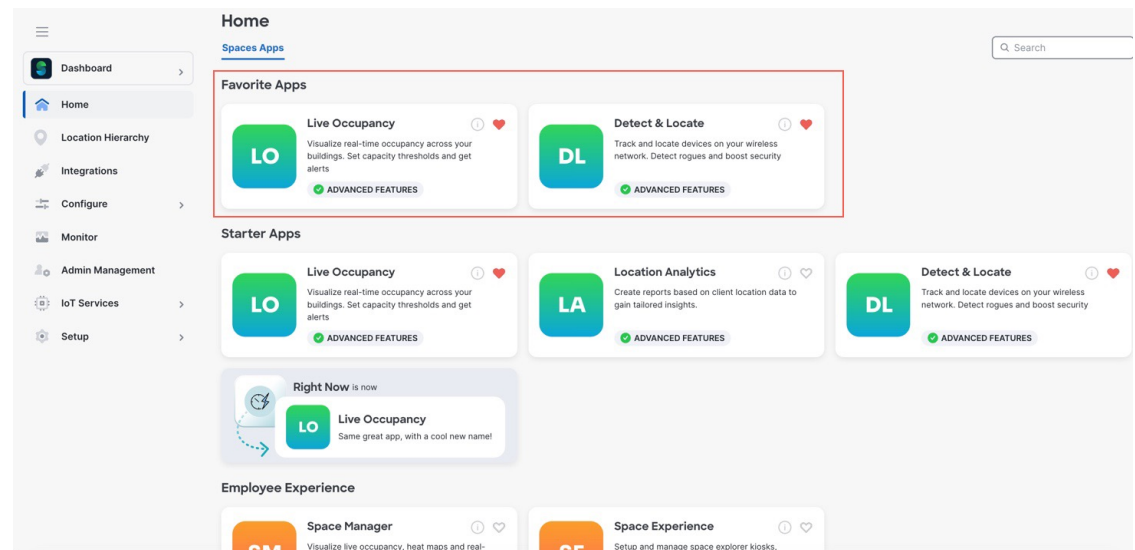 Home
Spaces Apps
Search
Dashboard
Home
Location Hierarchy
Integrations
Configure
Monitor
Admin Management
IoT Services
Setup
Favorite Apps
LO
Live Occupancy
Visualize real-time occupancy across your
buildings. Set capacity thresholds and get
alerts
ADVANCED FEATURES
DL
Detect & Locate
Track and locate devices on your wireless
network. Detect rogues and boost security
ADVANCED FEATURES
Starter Apps
LO
Live Occupancy
Visualize real-time occupancy across your
buildings. Set capacity thresholds and get
alerts
ADVANCED FEATURES
LA
Location Analytics
Create reports based on client location data to
gain tailored insights.
ADVANCED FEATURES
DL
Detect & Locate
Track and locate devices on your wireless
network. Detect rogues and boost security
ADVANCED FEATURES
Right Now is now
LO
Live Occupancy
Same great app, with a cool new name!
Employee Experience
SM
Space Manager
Visualize live occupancy, heat maps and real-
SE
Space Experience
Setup and manage space explorer kiosks,